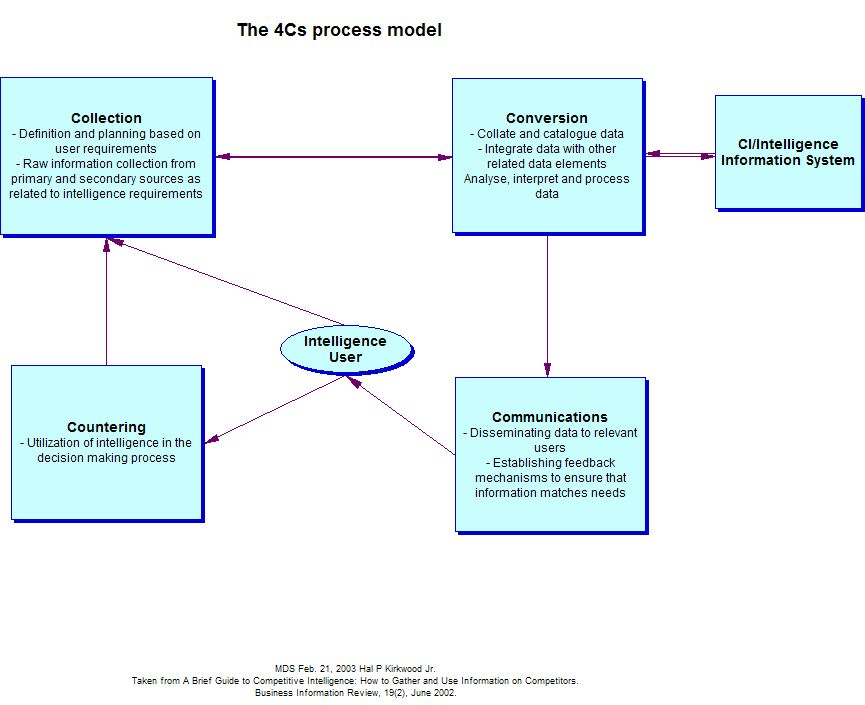 The 4Cs process model
Collection
- Definition and planning based on
user requirements
- Raw information collection from
primary and secondary sources as
related to intelligence requirements
Conversion
- Collate and catalogue data
- Integrate data with other
related data elements
Analyse, interpret and process
data
CI/Intelligence
Information System
Intelligence
User
Countering
- Utilization of intelligence in the
decision making process
Communications
- Disseminating data to relevant
users
- Establishing feedback
mechanisms to ensure that
information matches needs
MDS Feb. 21, 2003 Hal P Kirkwood Jr.
Taken from A Brief Guide to Competitive Intelligence: How to Gather and Use Information on Competitors.
Business Information Review, 19(2), June 2002.